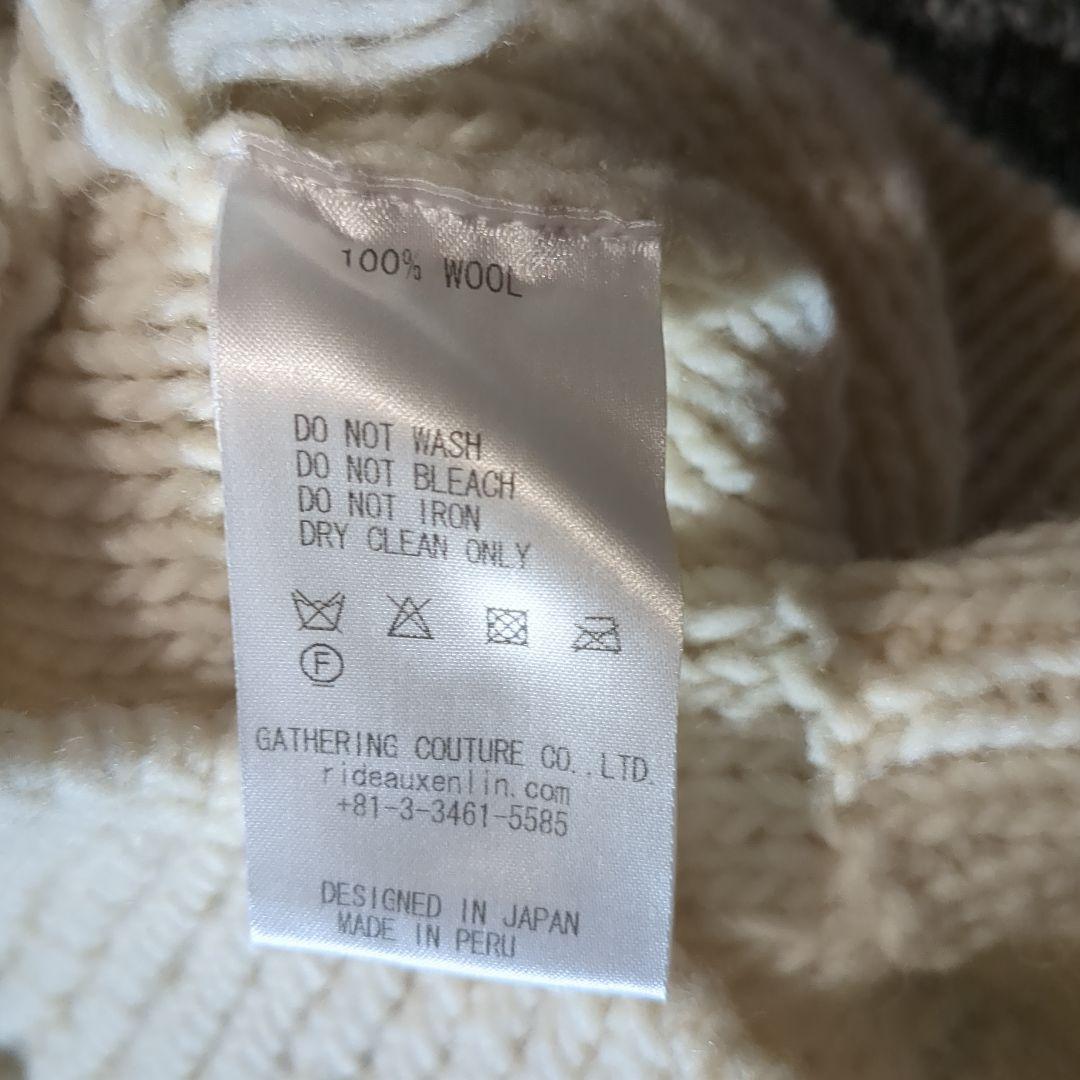 100% WOOL
DO NOT WASH
DO NOT BLEACH
DO NOT IRON
DRY CLEAN ONLY
F
GATHERING COUTURE CO.,LTD.
rideauxenlin.com
+81-3-3461-5585
DESIGNED IN JAPAN
MADE IN PERU